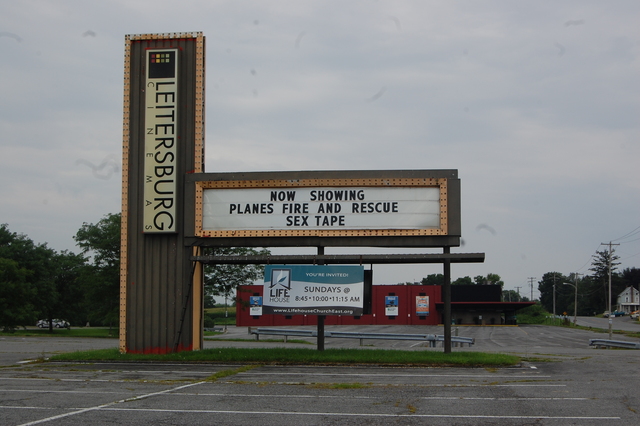 LEITERSBURG
CINEMAS
NOW SHOWING
PLANES FIRE AND RESCUE
SEX TAPE
YOU'RE INVITED!
LIFE
HOUSE
SUNDAYS @
8:45 • 10:00 • 11:15 AM
www.LifeHouseChurchEast.org